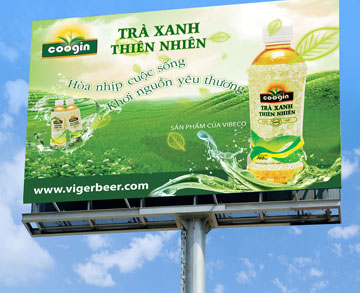 coogin
TRÀ XANH
THIÊN NHIÊN
Hòa nhịp cuộc sống
Khơi nguồn yêu thương
coogin
TRÀ XANH
THIÊN NHIÊN
SẢN PHẨM CỦA VIBECO
www.vigerbeer.com